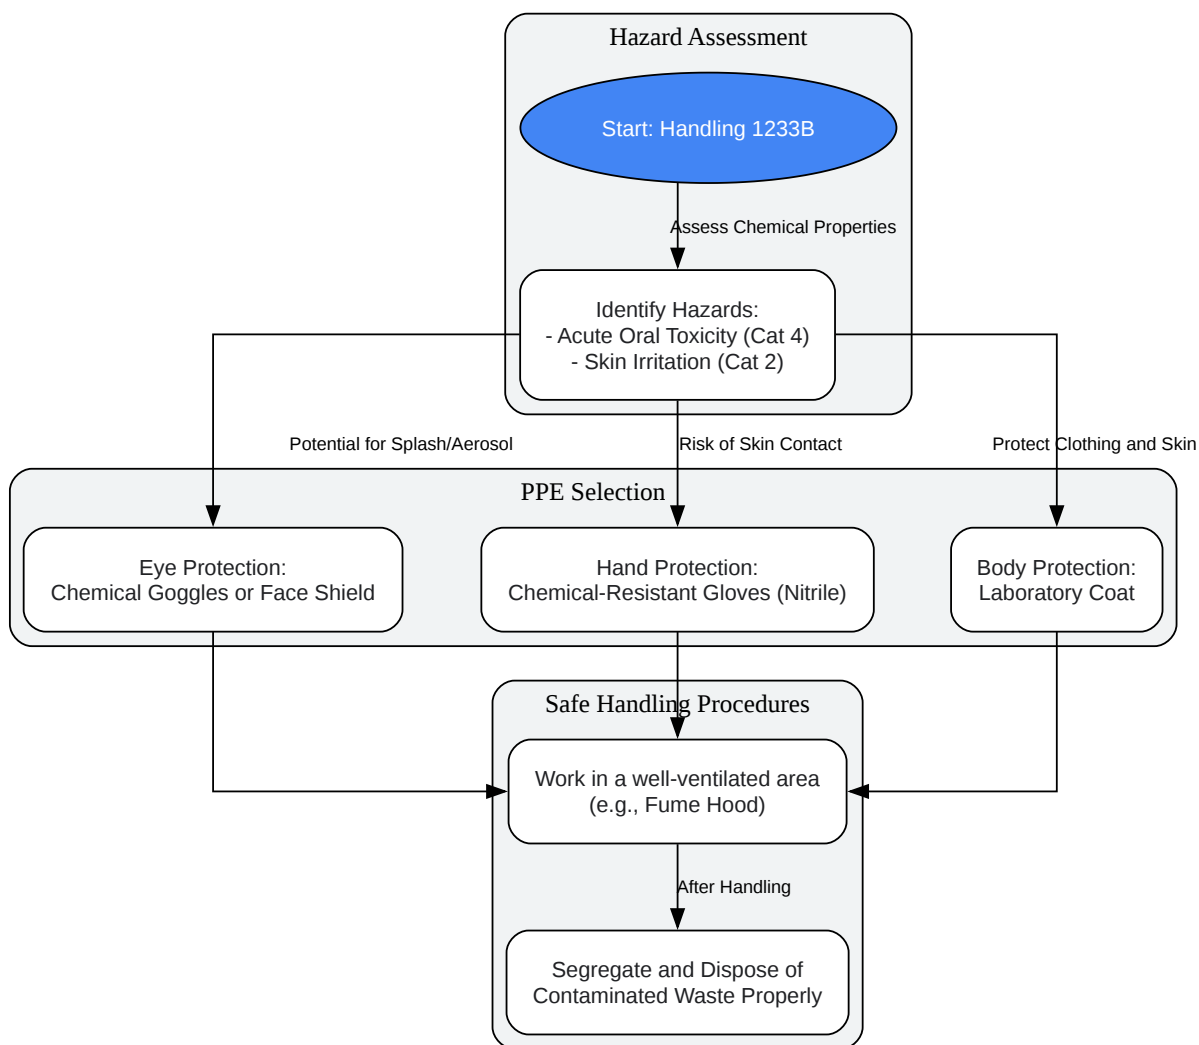 Hazard Assessment
Start: Handling 1233B
Assess Chemical Properties
Identify Hazards:
- Acute Oral Toxicity (Cat 4)
- Skin Irritation (Cat 2)
Potential for Splash/Aerosol
Risk of Skin Contact
Protect Clothing and Skin
PPE Selection
Eye Protection:
Chemical Goggles or Face Shield
Hand Protection:
Chemical-Resistant Gloves (Nitrile)
Body Protection:
Laboratory Coat
Safe Handling Procedures
Work in a well-ventilated area
(e.g., Fume Hood)
After Handling
Segregate and Dispose of
Contaminated Waste Properly